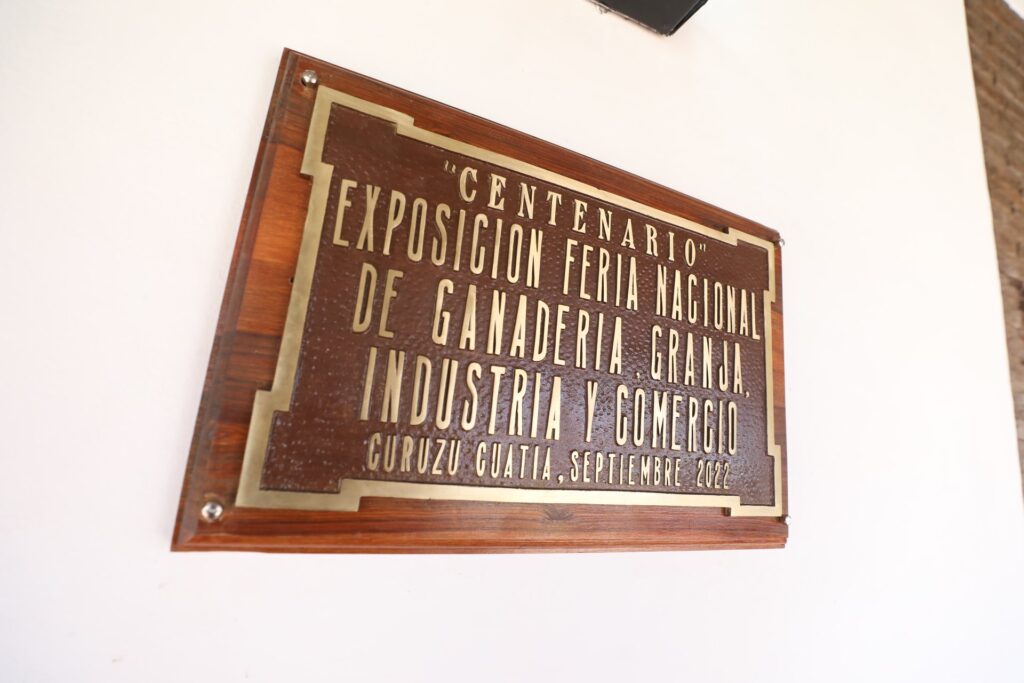 "CENTENARIO"
EXPOSICION FERIA NACIONAL
DE GANADERIA, GRANJA,
INDUSTRIA Y COMERCIO
CURUZU CUATIA, SEPTIEMBRE 2022